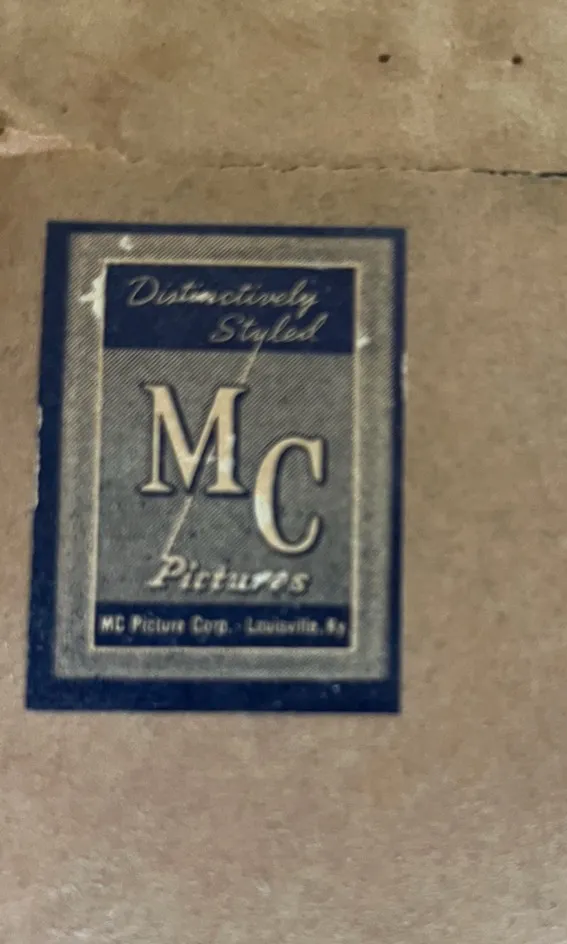 Distinctively
Styled
MC
Pictures
MC Picture Corp. - Louisville, Ky